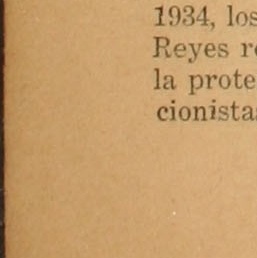 1934, los
Reyes r
la prote
cionista